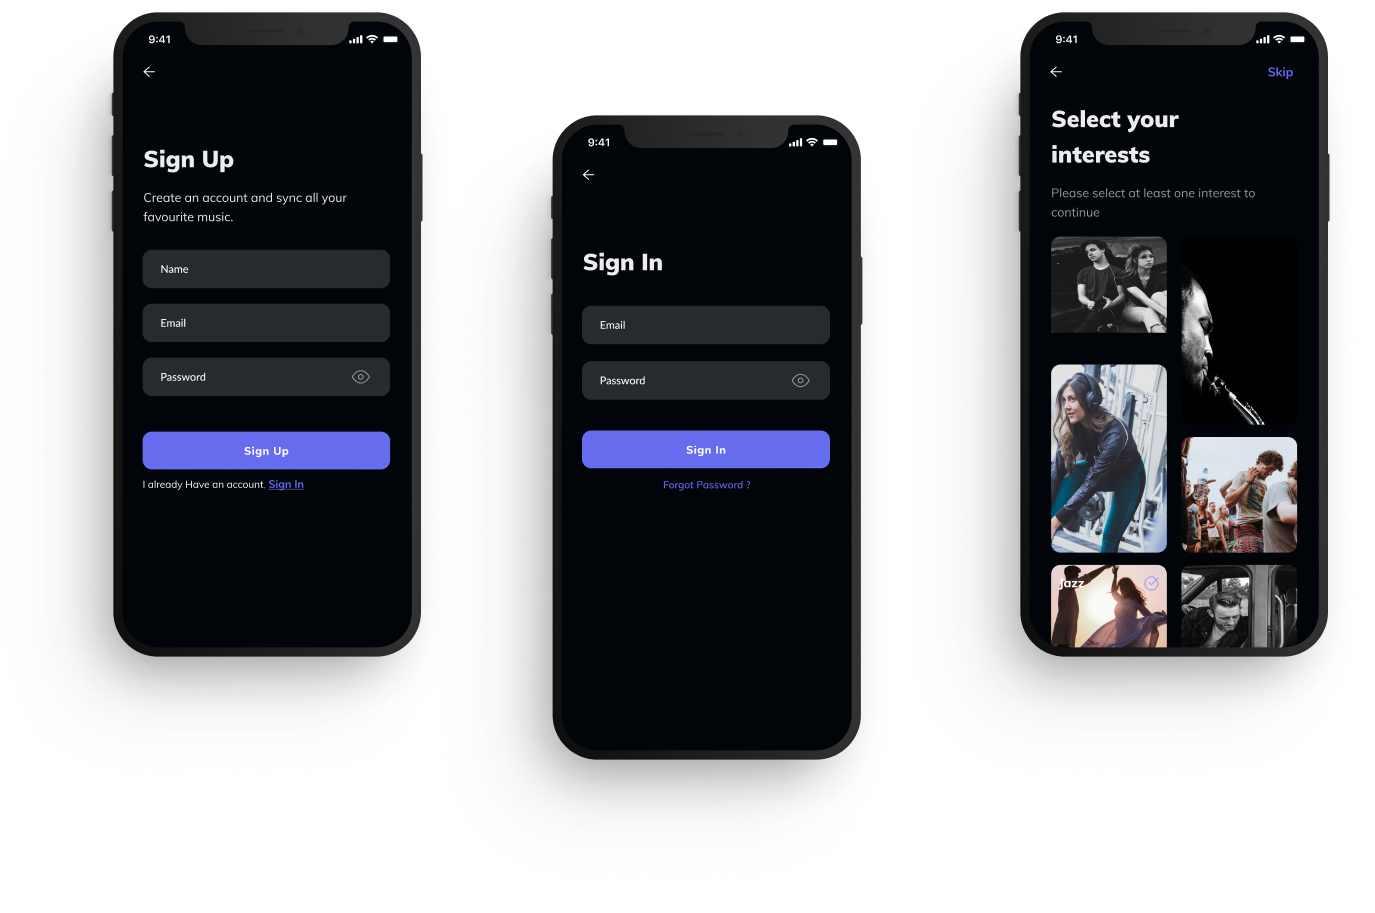 9:41
Sign Up
Create an account and sync all your
favourite music.
Name
Email
Password
Sign Up
I already Have an account. Sign In
9:41
Sign In
Email
Password
Sign In
Forgot Password ?
9:41
Skip
Select your
interests
Please select at least one interest to
continue
Jazz